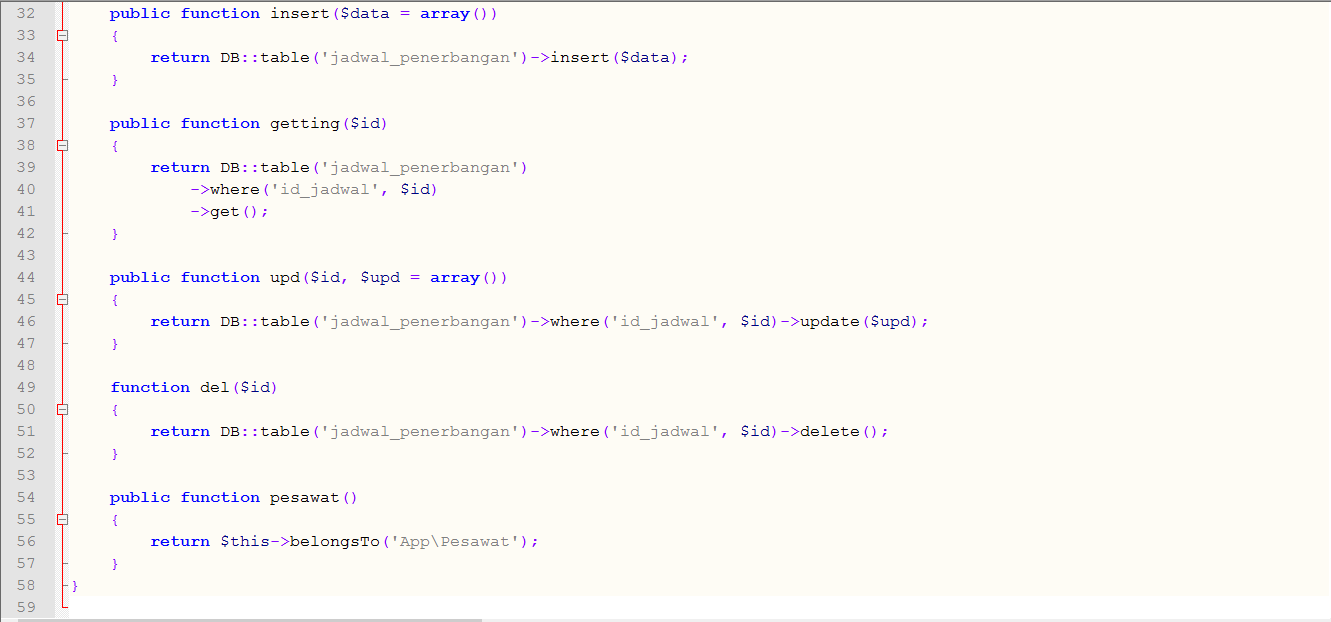 32 public function insert($data = array())
33 {
34 return DB::table('jadwal_penerbangan')->insert($data);
35 }
36
37 public function getting($id)
38 {
39 return DB::table('jadwal_penerbangan')
40 ->where('id_jadwal', $id)
41 ->get();
42 }
43
44 public function upd($id, $upd = array())
45 {
46 return DB::table('jadwal_penerbangan')->where('id_jadwal', $id)->update($upd);
47 }
48
49 function del($id)
50 {
51 return DB::table('jadwal_penerbangan')->where('id_jadwal', $id)->delete();
52 }
53
54 public function pesawat()
55 {
56 return $this->belongsTo('App\Pesawat');
57 }
58 }
59